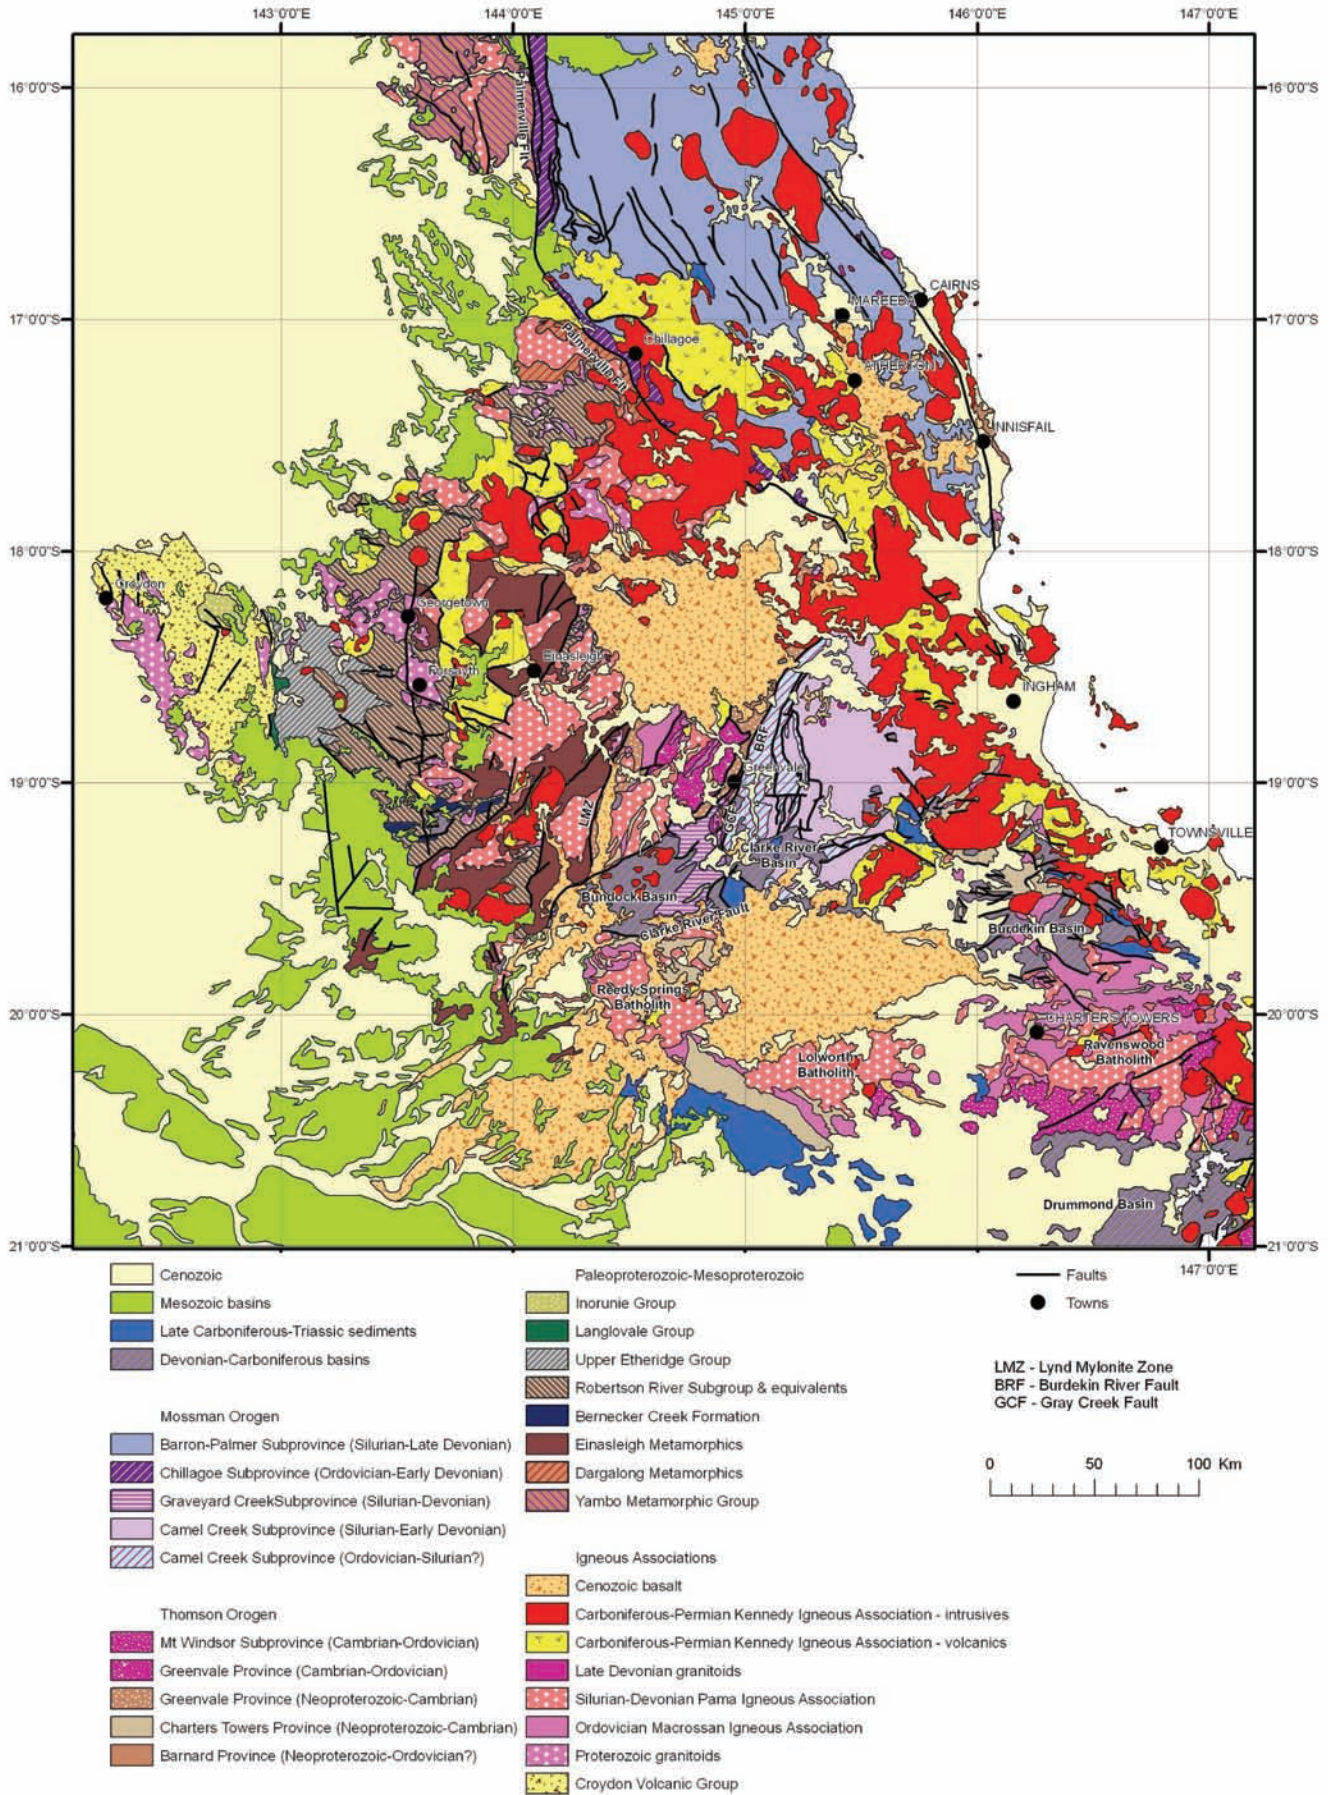 143°0'0"E
144°0'0"E
145°0'0"E
146°0'0"E
147°0'0"E
16°0'0"S
16°0'0"S
Palmerville Flt
CAIRNS
MAREEBA
17°0'0"S
17°0'0"S
Chillagoe
Palmerville Flt
ATHERTON
INNISFAIL
18°0'0"S
18°0'0"S
Croydon
Georgetown
Forsayth
Einasleigh
INGHAM
BRF
19°0'0"S
19°0'0"S
Greenvale
LMZ
GCF
TOWNSVILLE
Clarke River
Basin
Bundock Basin
Clarke River Fault
Burdekin Basin
Reedy Springs
Batholith
20°0'0"S
20°0'0"S
CHARTERS TOWERS
Ravenswood
Batholith
Lolworth
Batholith
Drummond Basin
21°0'0"S
21°0'0"S
147°0'0"E
Cenozoic
Mesozoic basins
Late Carboniferous-Triassic sediments
Devonian-Carboniferous basins
Mossman Orogen
Barron-Palmer Subprovince (Silurian-Late Devonian)
Chillagoe Subprovince (Ordovician-Early Devonian)
Graveyard CreekSubprovince (Silurian-Devonian)
Camel Creek Subprovince (Silurian-Early Devonian)
Camel Creek Subprovince (Ordovician-Silurian?)
Thomson Orogen
Mt Windsor Subprovince (Cambrian-Ordovician)
Greenvale Province (Cambrian-Ordovician)
Greenvale Province (Neoproterozoic-Cambrian)
Charters Towers Province (Neoproterozoic-Cambrian)
Barnard Province (Neoproterozoic-Ordovician?)
Paleoproterozoic-Mesoproterozoic
Inorunie Group
Langlovale Group
Upper Etheridge Group
Robertson River Subgroup & equivalents
Bernecker Creek Formation
Einasleigh Metamorphics
Dargalong Metamorphics
Yambo Metamorphic Group
Igneous Associations
Cenozoic basalt
Carboniferous-Permian Kennedy Igneous Association - intrusives
Carboniferous-Permian Kennedy Igneous Association - volcanics
Late Devonian granitoids
Silurian-Devonian Pama Igneous Association
Ordovician Macrossan Igneous Association
Proterozoic granitoids
Croydon Volcanic Group
Faults
Towns
LMZ - Lynd Mylonite Zone
BRF - Burdekin River Fault
GCF - Gray Creek Fault
0 50 100 Km